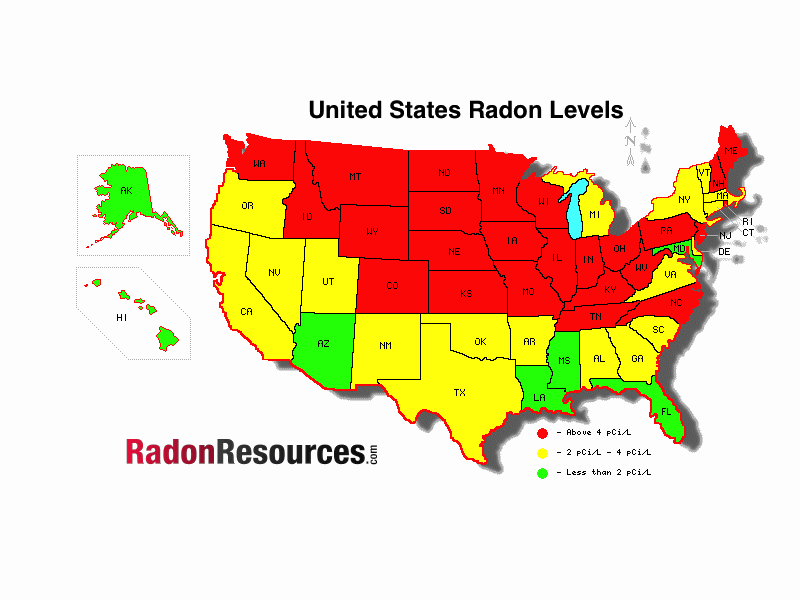 United States Radon Levels
N
WA
MT
ND
MN
ME
VT
NH
AK
OR
ID
SD
WI
MI
NY
MA
RI
CT
WY
NE
IA
IL
IN
OH
PA
NJ
MD
DE
NV
UT
CO
KS
MO
KY
WV
VA
HI
CA
AZ
NM
OK
AR
TN
NC
SC
MS
AL
GA
TX
LA
FL
- Above 4 pCi/L
- 2 pCi/L - 4 pCi/L
- Less than 2 pCi/L
RadonResources.com